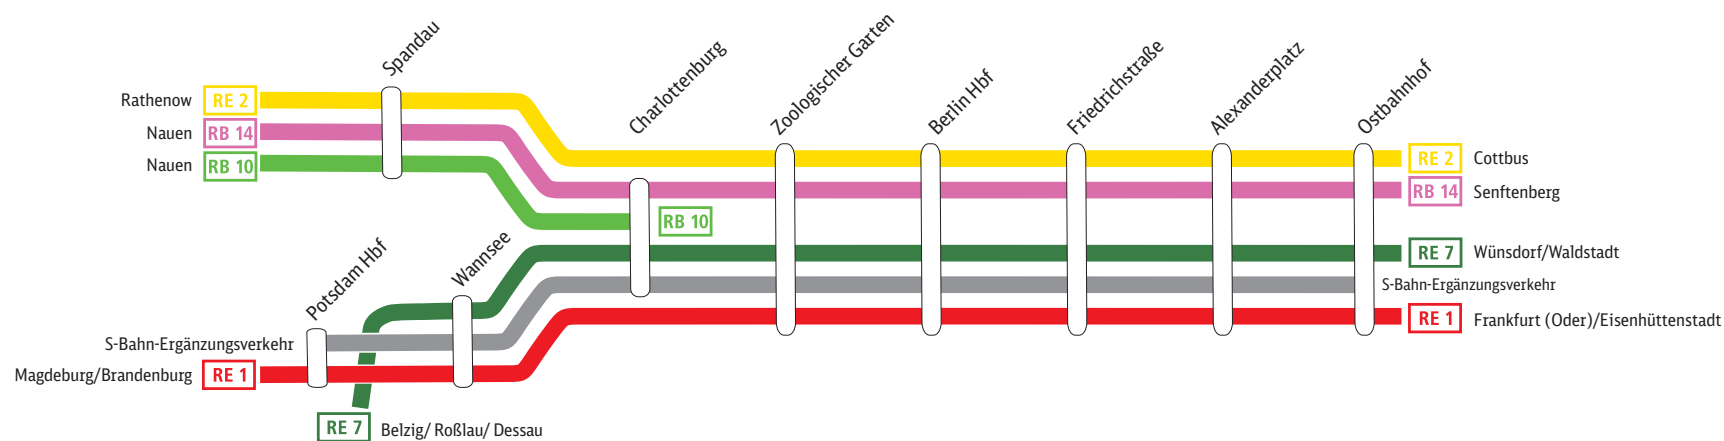 Spandau
Charlottenburg
Zoologischer Garten
Berlin Hbf
Friedrichstraße
Alexanderplatz
Ostbahnhof
Rathenow RE 2
Nauen RB 14
Nauen RB 10
RE 2 Cottbus
RB 14 Senftenberg
RB 10
RE 7 Wünsdorf/Waldstadt
S-Bahn-Ergänzungsverkehr
RE 1 Frankfurt (Oder)/Eisenhüttenstadt
Potsdam Hbf
Wannsee
S-Bahn-Ergänzungsverkehr
Magdeburg/Brandenburg RE 1
RE 7 Belzig/ Roßlau/ Dessau